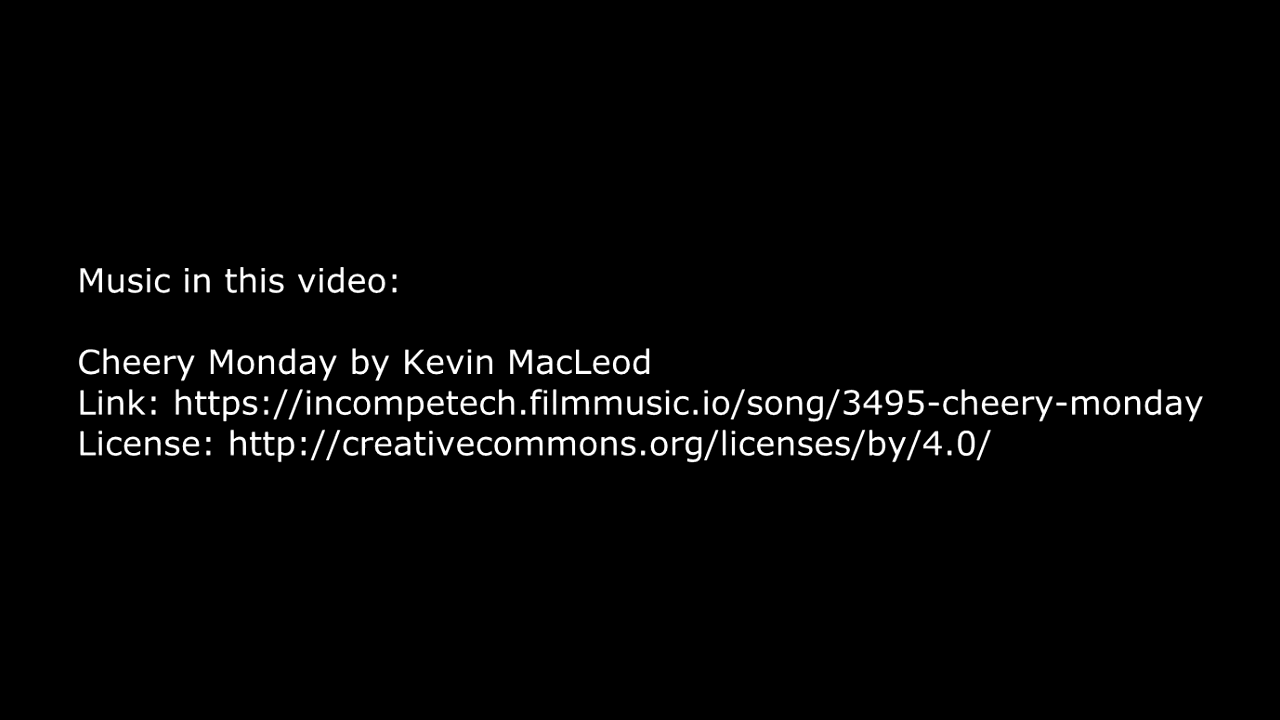 Music in this video:
Cheery Monday by Kevin MacLeod
Link: https://incompetech.filmmusic.io/song/3495-cheery-monday
License: http://creativecommons.org/licenses/by/4.0/